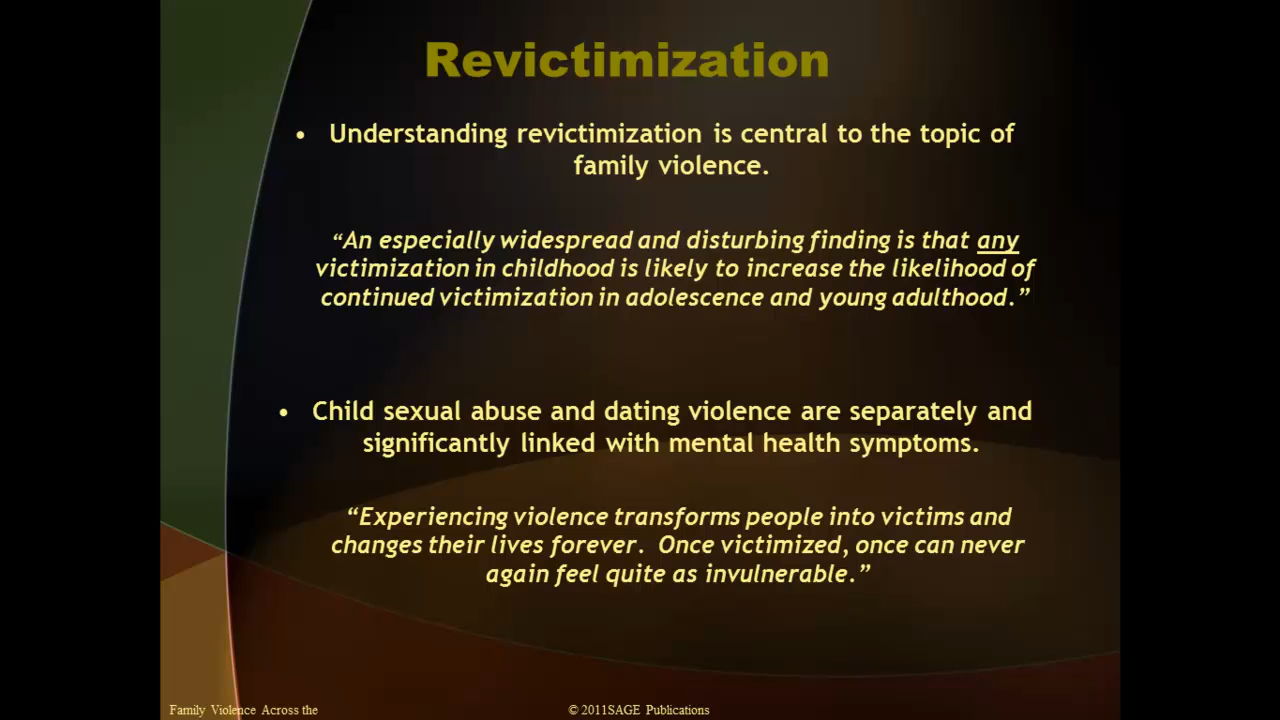 Revictimization
• Understanding revictimization is central to the topic of
family violence.
“An especially widespread and disturbing finding is that any
victimization in childhood is likely to increase the likelihood of
continued victimization in adolescence and young adulthood.”
• Child sexual abuse and dating violence are separately and
significantly linked with mental health symptoms.
“Experiencing violence transforms people into victims and
changes their lives forever. Once victimized, once can never
again feel quite as invulnerable.”
Family Violence Across the
© 2011SAGE Publications